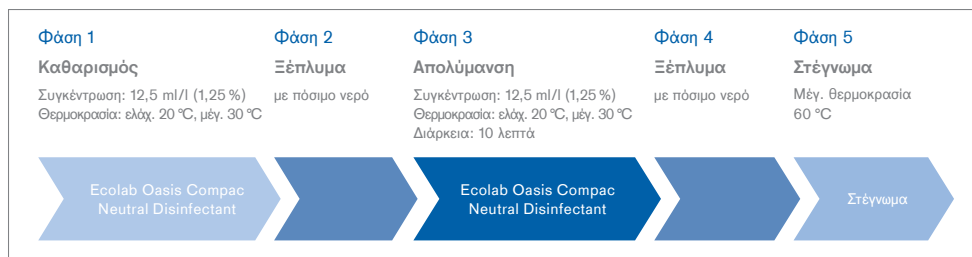 Φάση 1
Καθαρισμός
Συγκέντρωση: 12,5 ml/l (1,25 %)
Θερμοκρασία: ελάχ. 20 °C, μέγ. 30 °C
Φάση 2
Ξέπλυμα
με πόσιμο νερό
Φάση 3
Απολύμανση
Συγκέντρωση: 12,5 ml/l (1,25 %)
Θερμοκρασία: ελάχ. 20 °C, μέγ. 30 °C
Διάρκεια: 10 λεπτά
Φάση 4
Ξέπλυμα
με πόσιμο νερό
Φάση 5
Στέγνωμα
Μέγ. θερμοκρασία
60 °C
Ecolab Oasis Compac
Neutral Disinfectant
Ecolab Oasis Compac
Neutral Disinfectant
Στέγνωμα